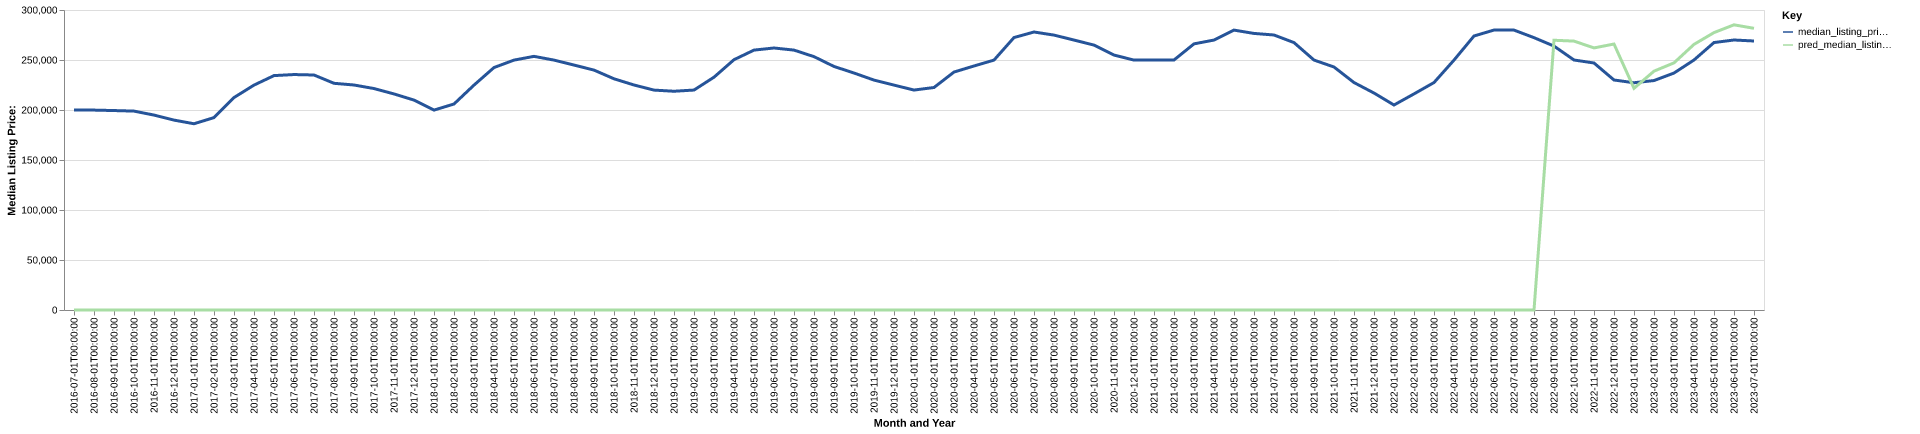 300,000
250,000
200,000
150,000
100,000
50,000
0
Median Listing Price:
2016-07-01T00:00:00
2016-08-01T00:00:00
2016-09-01T00:00:00
2016-10-01T00:00:00
2016-11-01T00:00:00
2016-12-01T00:00:00
2017-01-01T00:00:00
2017-02-01T00:00:00
2017-03-01T00:00:00
2017-04-01T00:00:00
2017-05-01T00:00:00
2017-06-01T00:00:00
2017-07-01T00:00:00
2017-08-01T00:00:00
2017-09-01T00:00:00
2017-10-01T00:00:00
2017-11-01T00:00:00
2017-12-01T00:00:00
2018-01-01T00:00:00
2018-02-01T00:00:00
2018-03-01T00:00:00
2018-04-01T00:00:00
2018-05-01T00:00:00
2018-06-01T00:00:00
2018-07-01T00:00:00
2018-08-01T00:00:00
2018-09-01T00:00:00
2018-10-01T00:00:00
2018-11-01T00:00:00
2018-12-01T00:00:00
2019-01-01T00:00:00
2019-02-01T00:00:00
2019-03-01T00:00:00
2019-04-01T00:00:00
2019-05-01T00:00:00
2019-06-01T00:00:00
2019-07-01T00:00:00
2019-08-01T00:00:00
2019-09-01T00:00:00
2019-10-01T00:00:00
2019-11-01T00:00:00
2019-12-01T00:00:00
2020-01-01T00:00:00
2020-02-01T00:00:00
2020-03-01T00:00:00
2020-04-01T00:00:00
2020-05-01T00:00:00
2020-06-01T00:00:00
2020-07-01T00:00:00
2020-08-01T00:00:00
2020-09-01T00:00:00
2020-10-01T00:00:00
2020-11-01T00:00:00
2020-12-01T00:00:00
2021-01-01T00:00:00
2021-02-01T00:00:00
2021-03-01T00:00:00
2021-04-01T00:00:00
2021-05-01T00:00:00
2021-06-01T00:00:00
2021-07-01T00:00:00
2021-08-01T00:00:00
2021-09-01T00:00:00
2021-10-01T00:00:00
2021-11-01T00:00:00
2021-12-01T00:00:00
2022-01-01T00:00:00
2022-02-01T00:00:00
2022-03-01T00:00:00
2022-04-01T00:00:00
2022-05-01T00:00:00
2022-06-01T00:00:00
2022-07-01T00:00:00
2022-08-01T00:00:00
2022-09-01T00:00:00
2022-10-01T00:00:00
2022-11-01T00:00:00
2022-12-01T00:00:00
2023-01-01T00:00:00
2023-02-01T00:00:00
2023-03-01T00:00:00
2023-04-01T00:00:00
2023-05-01T00:00:00
2023-06-01T00:00:00
2023-07-01T00:00:00
Month and Year
Key
median_listing_pri…
pred_median_listin…